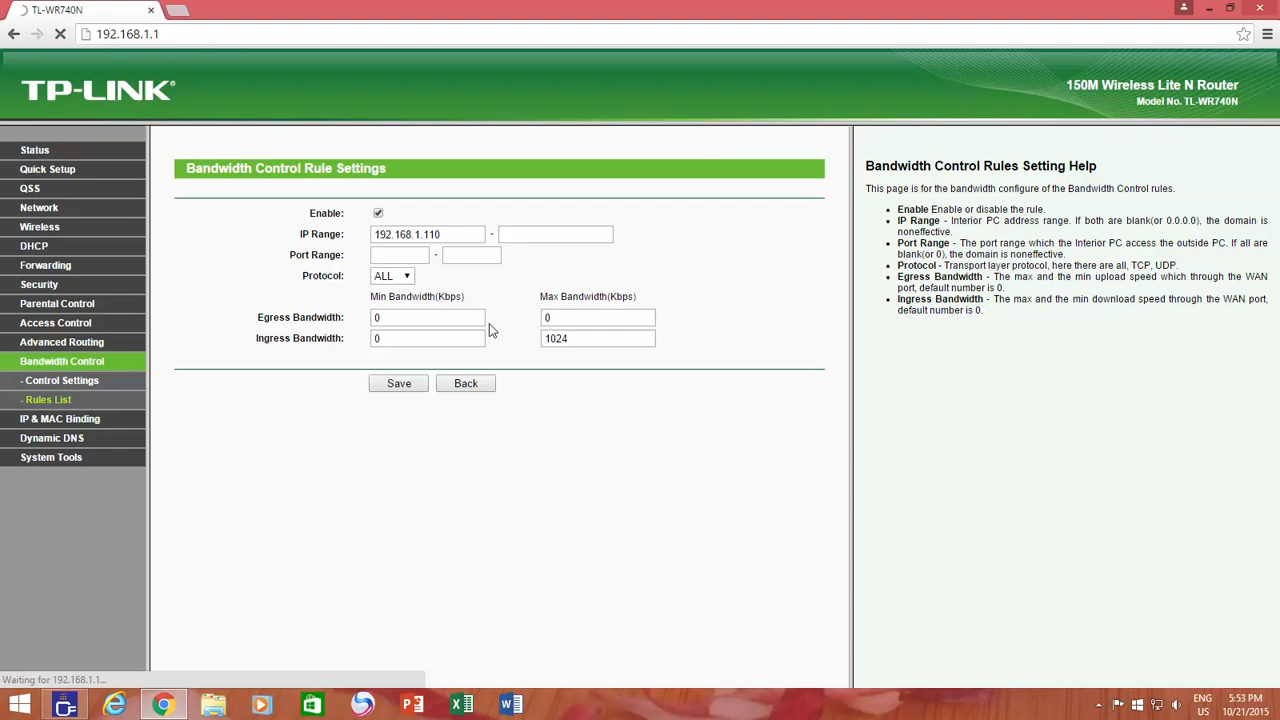 TL-WR740N
192.168.1.1
TP-LINK®
150M Wireless Lite N Router
Model No. TL-WR740N
Status
Quick Setup
QSS
Network
Wireless
DHCP
Forwarding
Security
Parental Control
Access Control
Advanced Routing
Bandwidth Control
- Control Settings
- Rules List
IP & MAC Binding
Dynamic DNS
System Tools
Bandwidth Control Rule Settings
Enable:
IP Range: 192.168.1.110 -
Port Range: -
Protocol: ALL
Min Bandwidth(Kbps) Max Bandwidth(Kbps)
Egress Bandwidth: 0 0
Ingress Bandwidth: 0 1024
Save Back
Bandwidth Control Rules Setting Help
This page is for the bandwidth configure of the Bandwidth Control rules.
Enable Enable or disable the rule.
IP Range - Interior PC address range. If both are blank(or 0.0.0.0), the domain is
noneffective.
Port Range - The port range which the Interior PC access the outside PC. If all are
blank(or 0), the domain is noneffective.
Protocol - Transport layer protocol, here there are all, TCP, UDP.
Egress Bandwidth - The max and the min upload speed which through the WAN
port, default number is 0.
Ingress Bandwidth - The max and the min download speed through the WAN port,
default number is 0.
Waiting for 192.168.1.1...
ENG
US
5:53 PM
10/21/2015